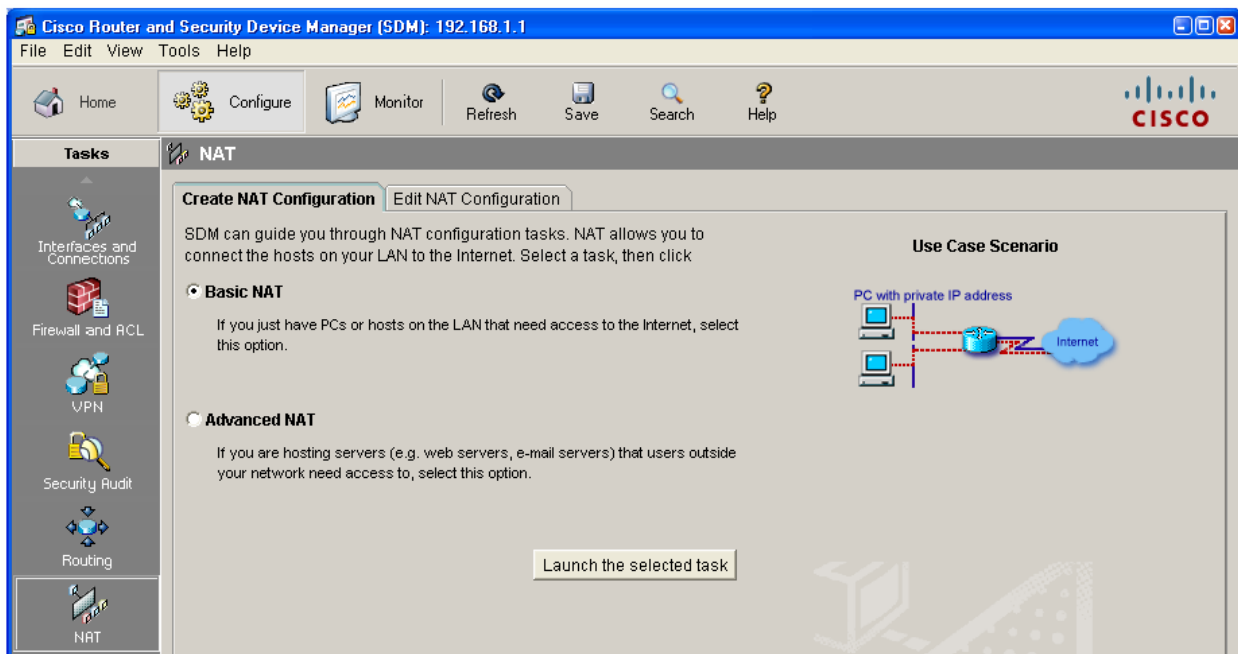 Cisco Router and Security Device Manager (SDM): 192.168.1.1
File Edit View Tools Help
Home Configure Monitor Refresh Save Search Help
CISCO
Tasks
NAT
Interfaces and
Connections
Firewall and ACL
VPN
Security Audit
Routing
NAT
Create NAT Configuration Edit NAT Configuration
SDM can guide you through NAT configuration tasks. NAT allows you to
connect the hosts on your LAN to the Internet. Select a task, then click
Basic NAT
If you just have PCs or hosts on the LAN that need access to the Internet, select
this option.
Advanced NAT
If you are hosting servers (e.g. web servers, e-mail servers) that users outside
your network need access to, select this option.
Launch the selected task
Use Case Scenario
PC with private IP address
Internet